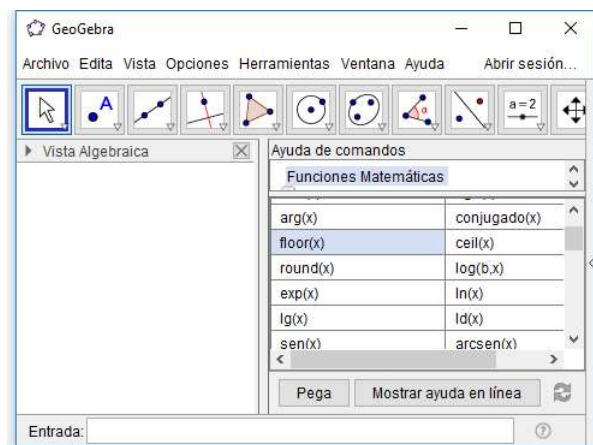 GeoGebra
Archivo Edita Vista Opciones Herramientas Ventana Ayuda Abrir sesión...
A
α
a = 2
Vista Algebraica
Ayuda de comandos
Funciones Matemáticas
arg(x) conjugado(x)
floor(x) ceil(x)
round(x) log(b,x)
exp(x) ln(x)
lg(x) ld(x)
sen(x) arcsen(x)
Pega Mostrar ayuda en línea
Entrada: